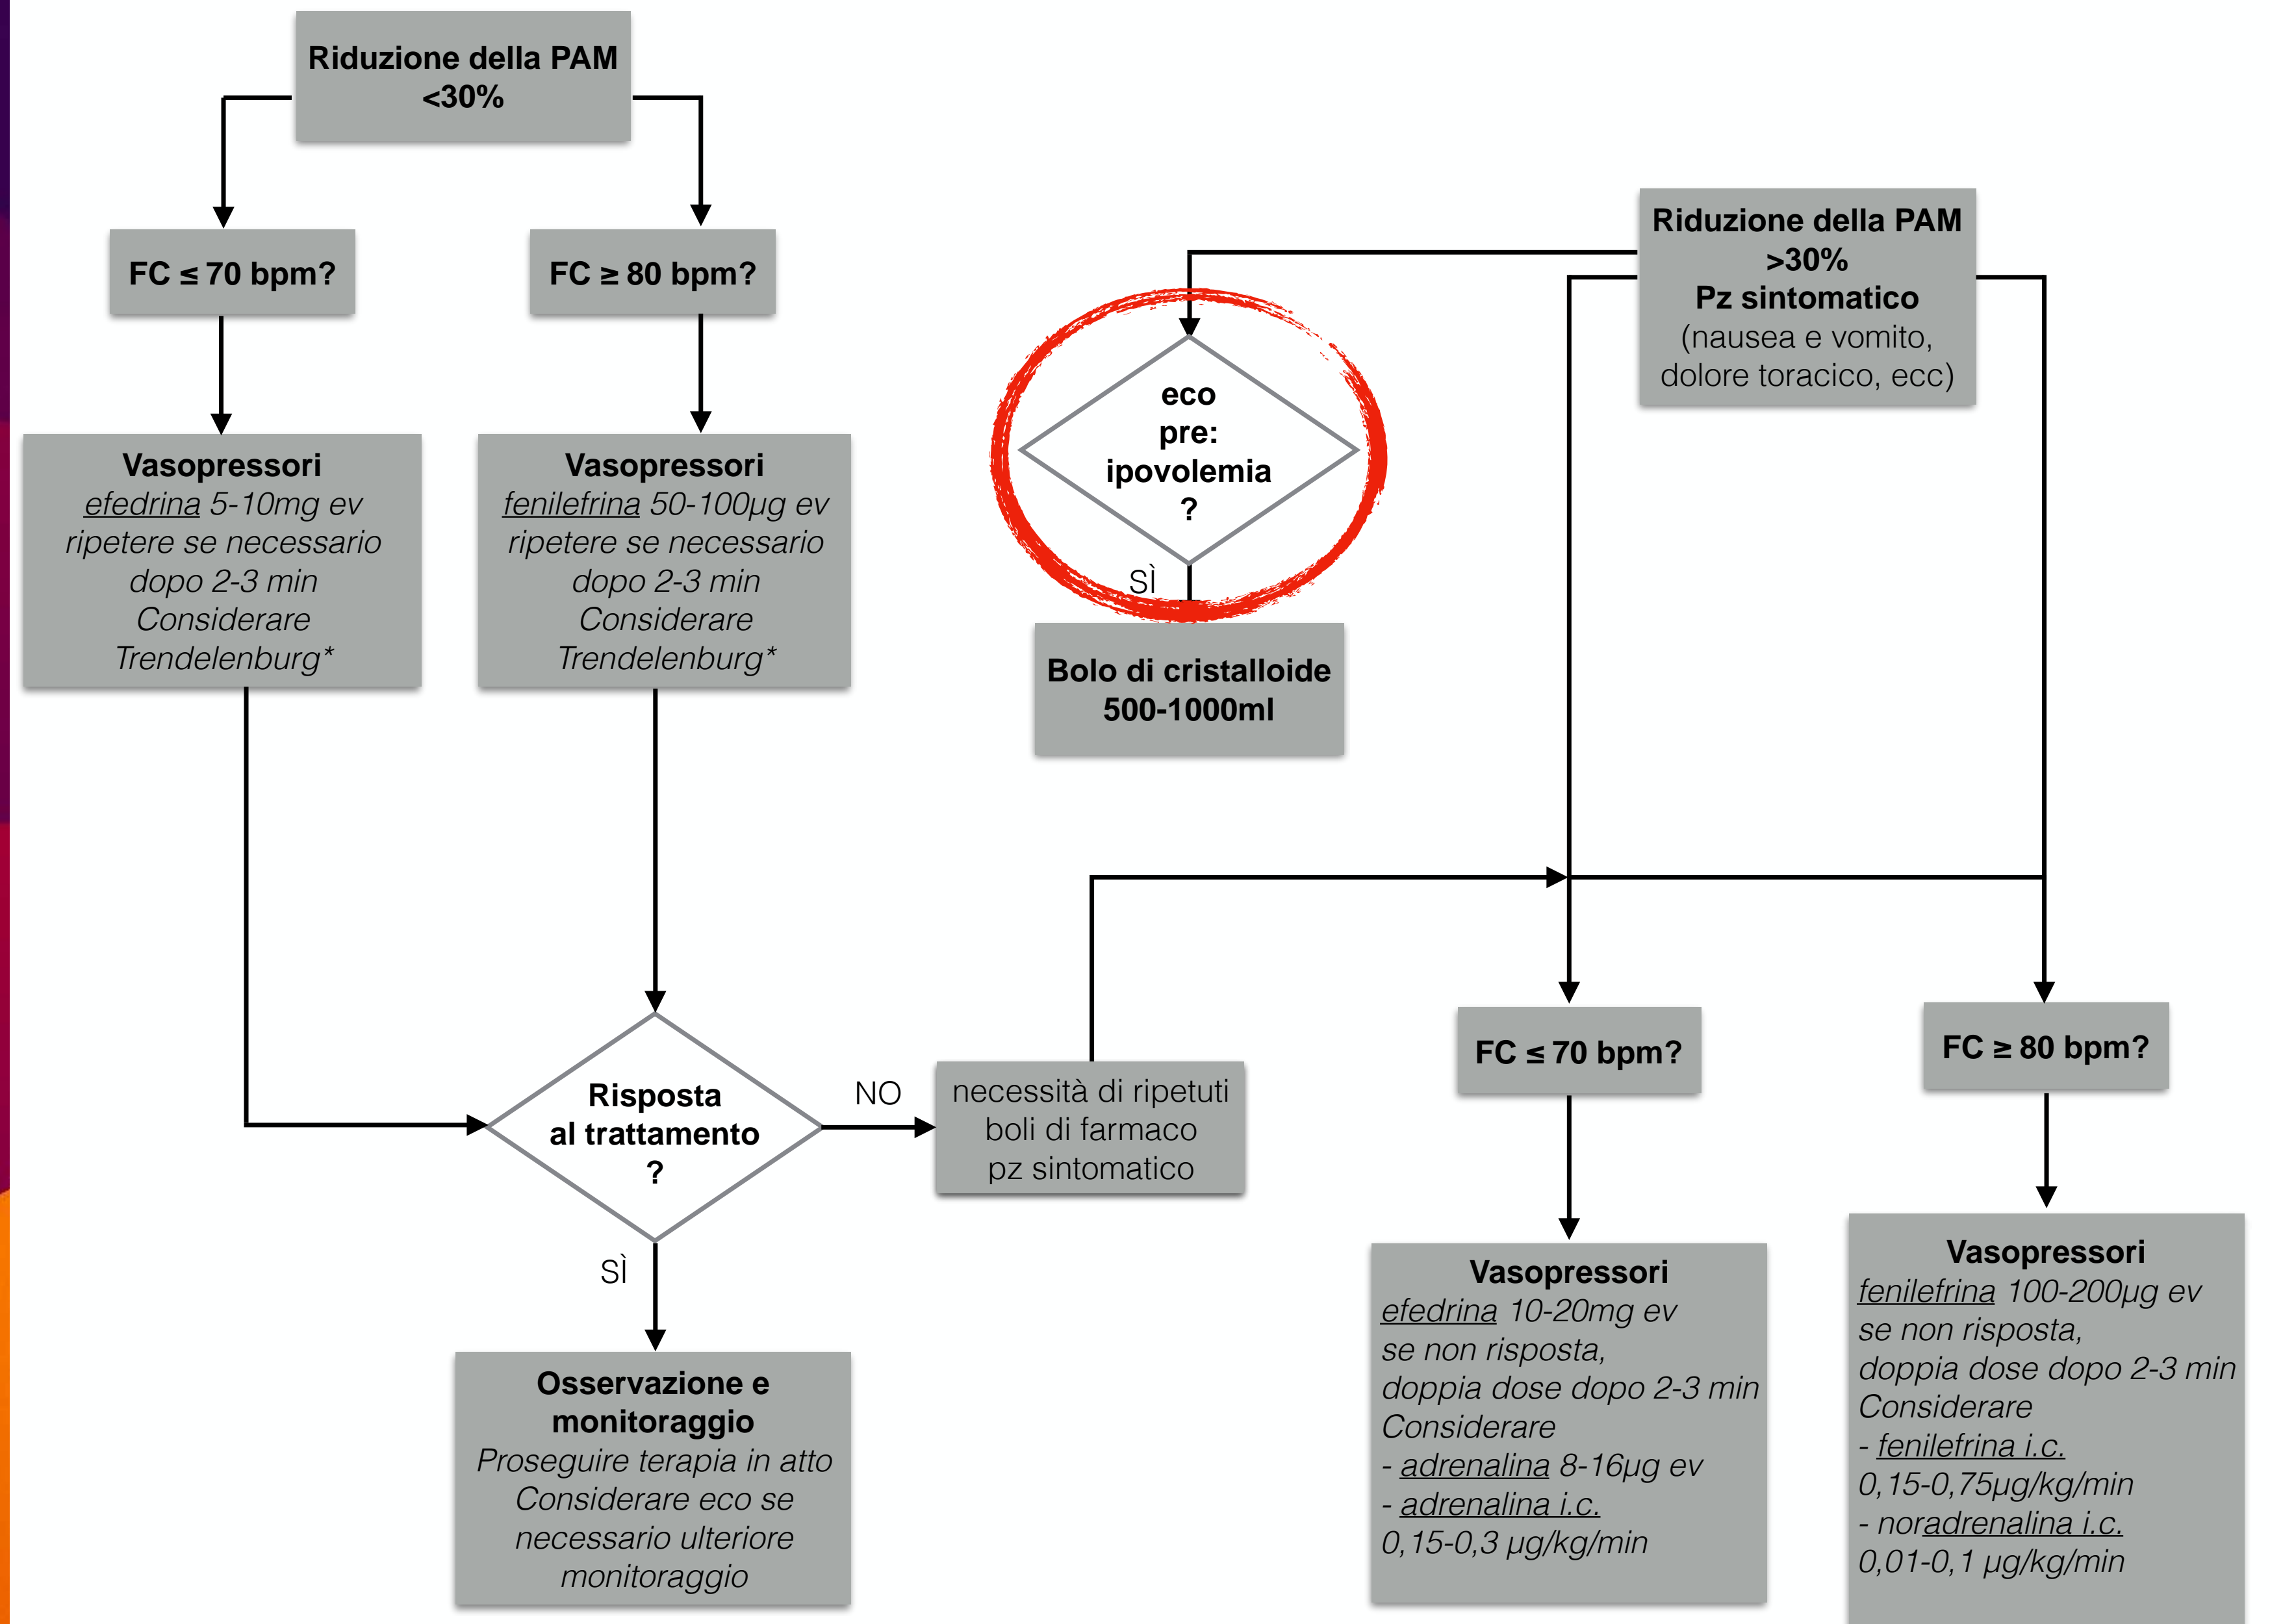 Riduzione della PAM
<30%
FC ≤ 70 bpm?
FC ≥ 80 bpm?
Vasopressori
efedrina 5-10mg ev
ripetere se necessario
dopo 2-3 min
Considerare
Trendelenburg*
Vasopressori
fenilefrina 50-100µg ev
ripetere se necessario
dopo 2-3 min
Considerare
Trendelenburg*
Risposta
al trattamento
?
NO
necessità di ripetuti
boli di farmaco
pz sintomatico
SÌ
Osservazione e
monitoraggio
Proseguire terapia in atto
Considerare eco se
necessario ulteriore
monitoraggio
Riduzione della PAM
>30%
Pz sintomatico
(nausea e vomito,
dolore toracico, ecc)
eco
pre:
ipovolemia
?
SÌ
Bolo di cristalloide
500-1000ml
FC ≤ 70 bpm?
FC ≥ 80 bpm?
Vasopressori
efedrina 10-20mg ev
se non risposta,
doppia dose dopo 2-3 min
Considerare
- adrenalina 8-16µg ev
- adrenalina i.c.
0,15-0,3 µg/kg/min
Vasopressori
fenilefrina 100-200µg ev
se non risposta,
doppia dose dopo 2-3 min
Considerare
- fenilefrina i.c.
0,15-0,75µg/kg/min
- noradrenalina i.c.
0,01-0,1 µg/kg/min